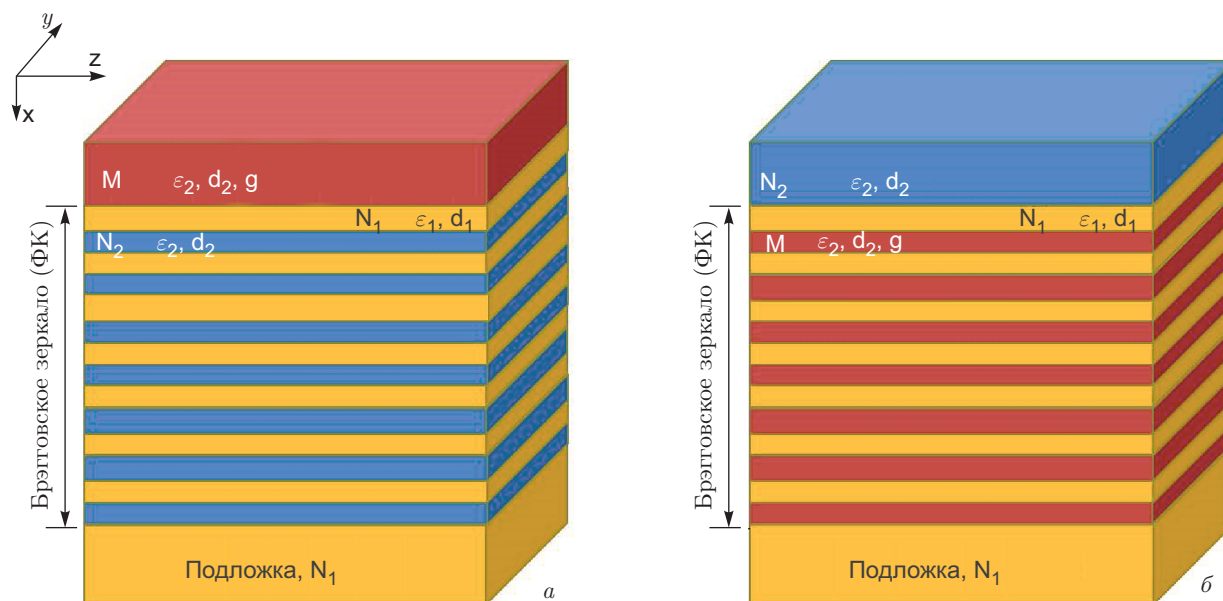 y
z
x
M ε₂, d₂, g
N₁ ε₁, d₁
N₂ ε₂, d₂
Брэгговское зеркало (ФК)
Подложка, N₁
а
N₂ ε₂, d₂
N₁ ε₁, d₁
M ε₂, d₂, g
Брэгговское зеркало (ФК)
Подложка, N₁
б